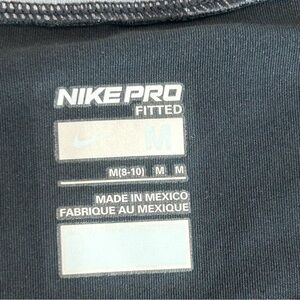 NIKE PRO
FITTED
M
M(8-10) M M
MADE IN MEXICO
FABRIQUE AU MEXIQUE